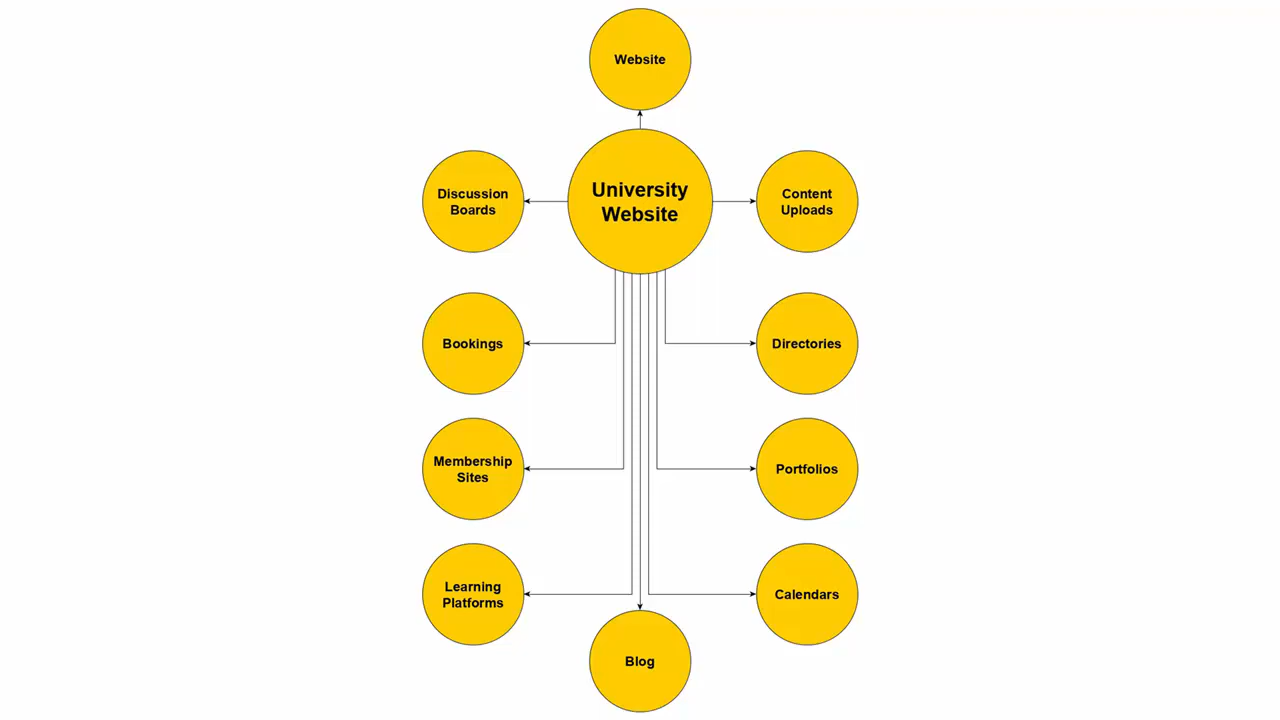 Website
University
Website
Discussion
Boards
Content
Uploads
Bookings
Directories
Membership
Sites
Portfolios
Learning
Platforms
Calendars
Blog